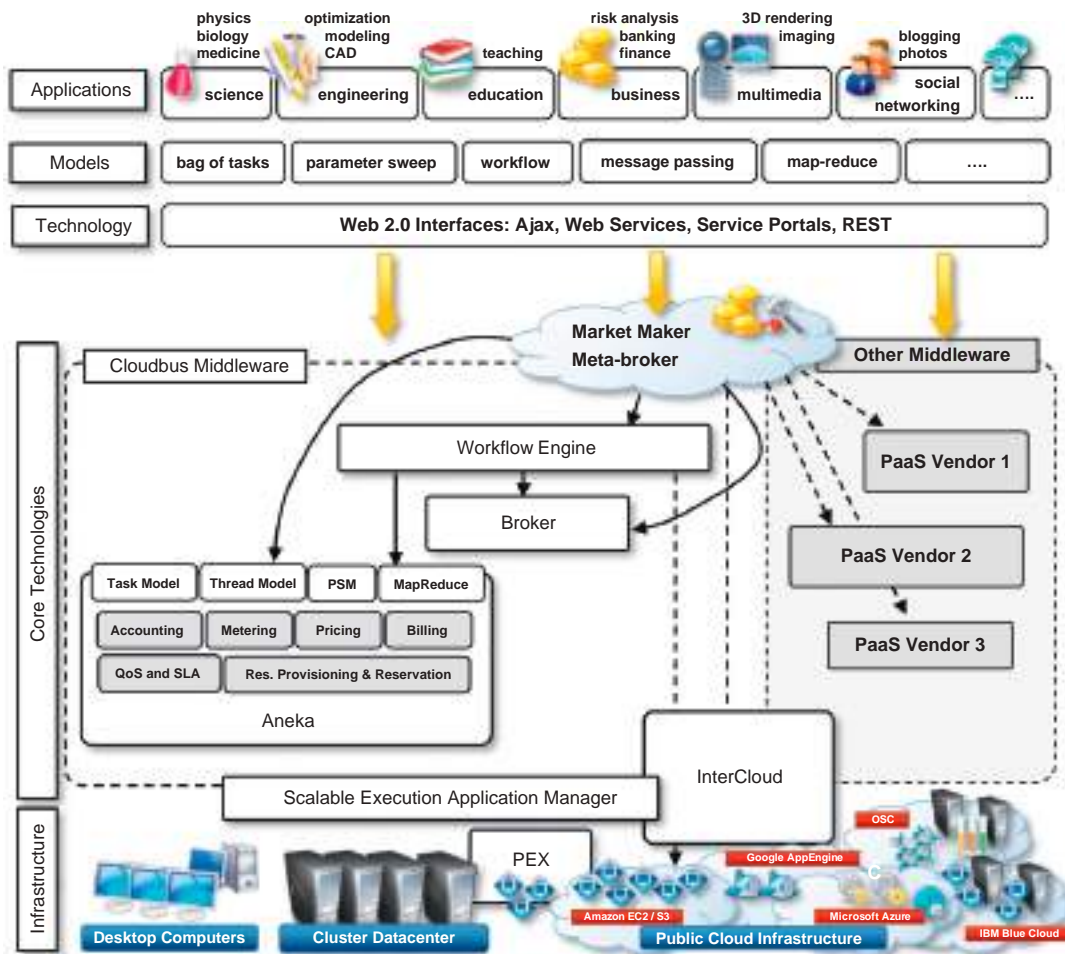 physics
biology
medicine
optimization
modeling
CAD
teaching
risk analysis
banking
finance
3D rendering
imaging
blogging
photos
Applications
science
engineering
education
business
multimedia
social
networking
....
Models
bag of tasks
parameter sweep
workflow
message passing
map-reduce
....
Technology
Web 2.0 Interfaces: Ajax, Web Services, Service Portals, REST
Market Maker
Meta-broker
Core Technologies
Cloudbus Middleware
Other Middleware
Workflow Engine
PaaS Vendor 1
Broker
PaaS Vendor 2
Task Model
Thread Model
PSM
MapReduce
Accounting
Metering
Pricing
Billing
PaaS Vendor 3
QoS and SLA
Res. Provisioning & Reservation
Aneka
InterCloud
Scalable Execution Application Manager
Infrastructure
OSC
PEX
Google AppEngine
C
Amazon EC2 / S3
Microsoft Azure
Desktop Computers
Cluster Datacenter
Public Cloud Infrastructure
IBM Blue Cloud